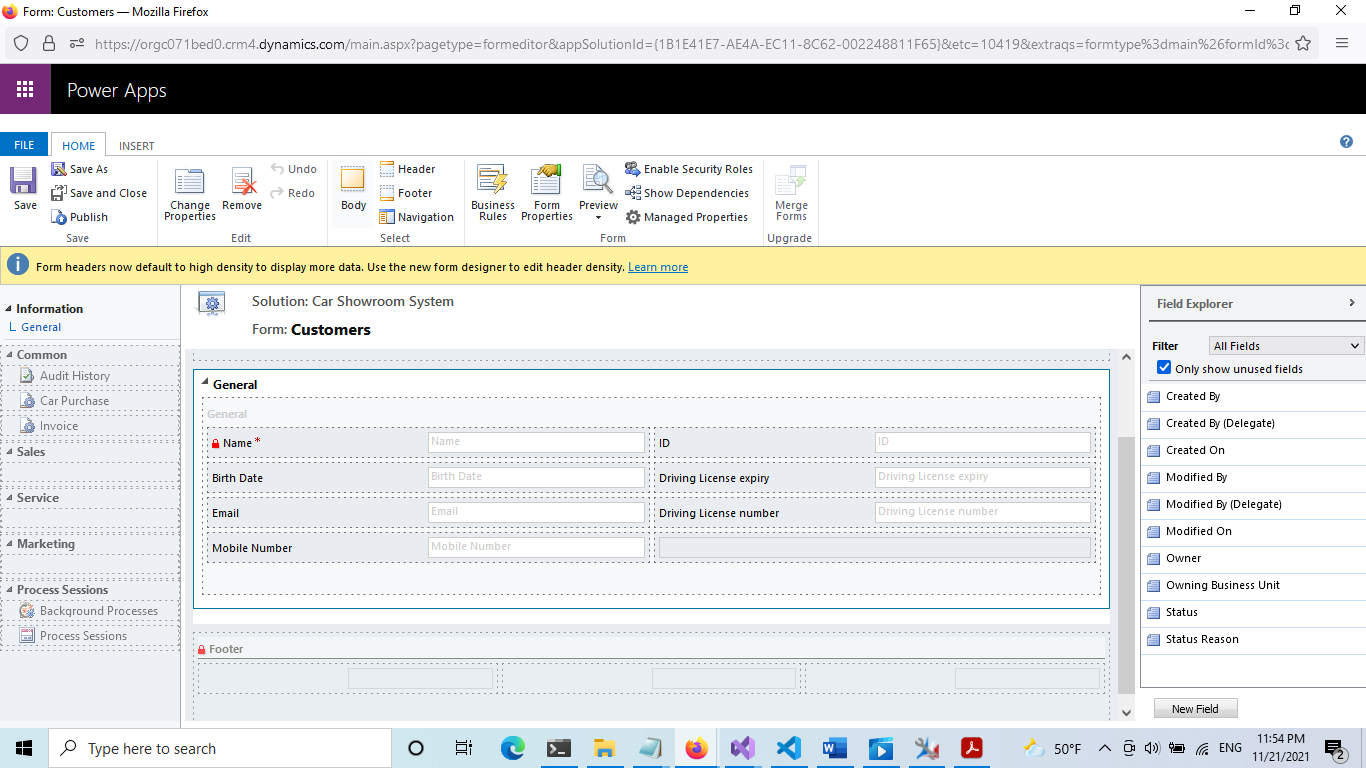 Form: Customers — Mozilla Firefox
https://orgc071bed0.crm4.dynamics.com/main.aspx?pagetype=formeditor&appSolutionId={1B1E41E7-AE4A-EC11-8C62-002248811F65}&etc=10419&extraqs=formtype%3dmain%26formId%3c
Power Apps
FILE HOME INSERT
Save
Save As
Save and Close
Publish
Save
Change Properties
Remove
Undo
Redo
Edit
Body
Header
Footer
Navigation
Select
Business Rules
Form Properties
Preview
Enable Security Roles
Show Dependencies
Managed Properties
Form
Merge Forms
Upgrade
Form headers now default to high density to display more data. Use the new form designer to edit header density. Learn more
Information
General
Common
Audit History
Car Purchase
Invoice
Sales
Service
Marketing
Process Sessions
Background Processes
Process Sessions
Solution: Car Showroom System
Form: Customers
General
General
Name * Name ID ID
Birth Date Birth Date Driving License expiry Driving License expiry
Email Email Driving License number Driving License number
Mobile Number Mobile Number
Footer
Field Explorer
Filter All Fields
Only show unused fields
Created By
Created By (Delegate)
Created On
Modified By
Modified By (Delegate)
Modified On
Owner
Owning Business Unit
Status
Status Reason
New Field
Type here to search
50°F
ENG
11:54 PM
11/21/2021
2